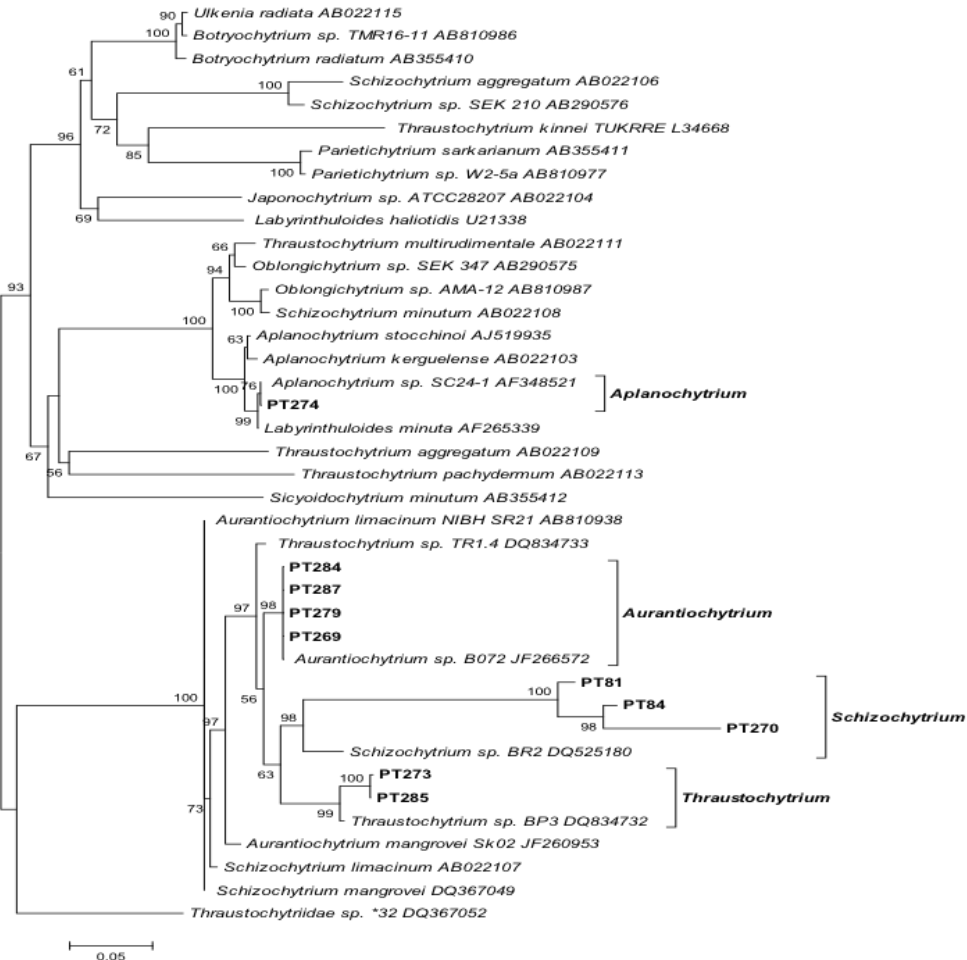 90 Ulkenia radiata AB022115
100 Botryochytrium sp. TMR16-11 AB810986
Botryochytrium radiatum AB355410
61
100 Schizochytrium aggregatum AB022106
Schizochytrium sp. SEK 210 AB290576
72 Thraustochytrium kinnei TUKRRE L34668
96
85 Parietichytrium sarkarianum AB355411
100 Parietichytrium sp. W2-5a AB810977
Japonochytrium sp. ATCC28207 AB022104
69 Labyrinthuloides haliotidis U21338
66 Thraustochytrium multirudimentale AB022111
94 Oblongichytrium sp. SEK 347 AB290575
93
Oblongichytrium sp. AMA-12 AB810987
100 Schizochytrium minutum AB022108
100
63 Aplanochytrium stocchinoi AJ519935
Aplanochytrium kerguelense AB022103
100 76 Aplanochytrium sp. SC24-1 AF348521
Aplanochytrium
PT274
99 Labyrinthuloides minuta AF265339
67 Thraustochytrium aggregatum AB022109
56 Thraustochytrium pachydermum AB022113
Sicyoidochytrium minutum AB355412
Aurantiochytrium limacinum NIBH SR21 AB810938
Thraustochytrium sp. TR1.4 DQ834733
PT284
PT287
97 98 PT279 Aurantiochytrium
PT269
Aurantiochytrium sp. B072 JF266572
100 PT81
100 56 PT84
Schizochytrium
97 98 98 PT270
Schizochytrium sp. BR2 DQ525180
63 100 PT273
PT285 Thraustochytrium
73 99 Thraustochytrium sp. BP3 DQ834732
Aurantiochytrium mangrovei Sk02 JF260953
Schizochytrium limacinum AB022107
Schizochytrium mangrovei DQ367049
Thraustochytriidae sp. *32 DQ367052
0.05